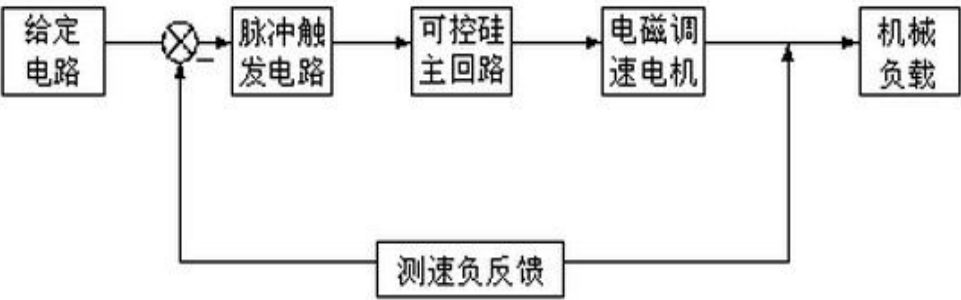 给定
电路
脉冲触
发电路
可控硅
主回路
电磁调
速电机
机械
负载
测速负反馈